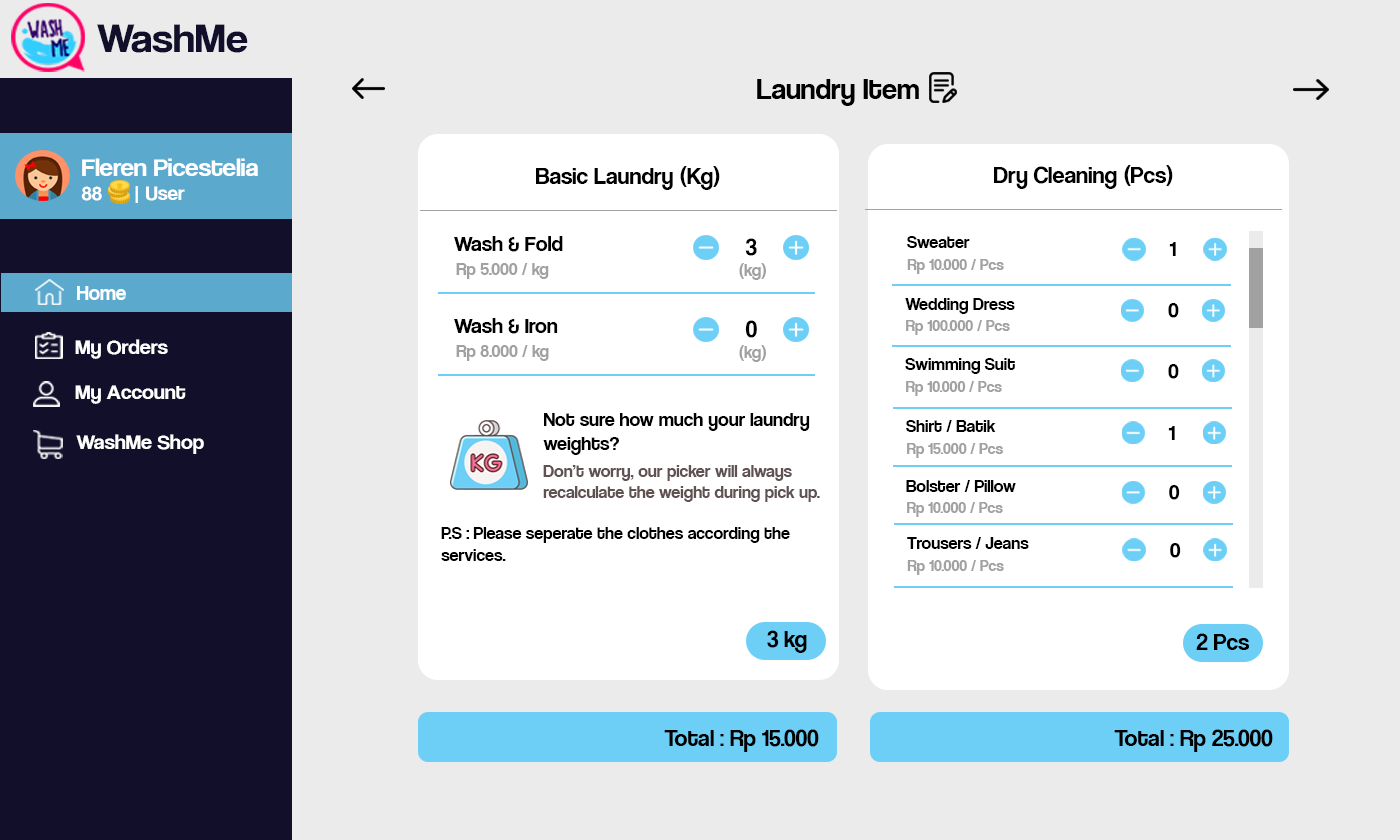 WASH
ME
WashMe
Fleren Picestelia
88 | User
Home
My Orders
My Account
WashMe Shop
Laundry Item
Basic Laundry (Kg)
Wash & Fold
Rp 5.000 / kg
3
(kg)
Wash & Iron
Rp 8.000 / kg
0
(kg)
KG
Not sure how much your laundry
weights?
Don't worry, our picker will always
recalculate the weight during pick up.
P.S : Please seperate the clothes according the
services.
3 kg
Total : Rp 15.000
Dry Cleaning (Pcs)
Sweater
Rp 10.000 / Pcs
1
Wedding Dress
Rp 100.000 / Pcs
0
Swimming Suit
Rp 10.000 / Pcs
0
Shirt / Batik
Rp 15.000 / Pcs
1
Bolster / Pillow
Rp 10.000 / Pcs
0
Trousers / Jeans
Rp 10.000 / Pcs
0
2 Pcs
Total : Rp 25.000